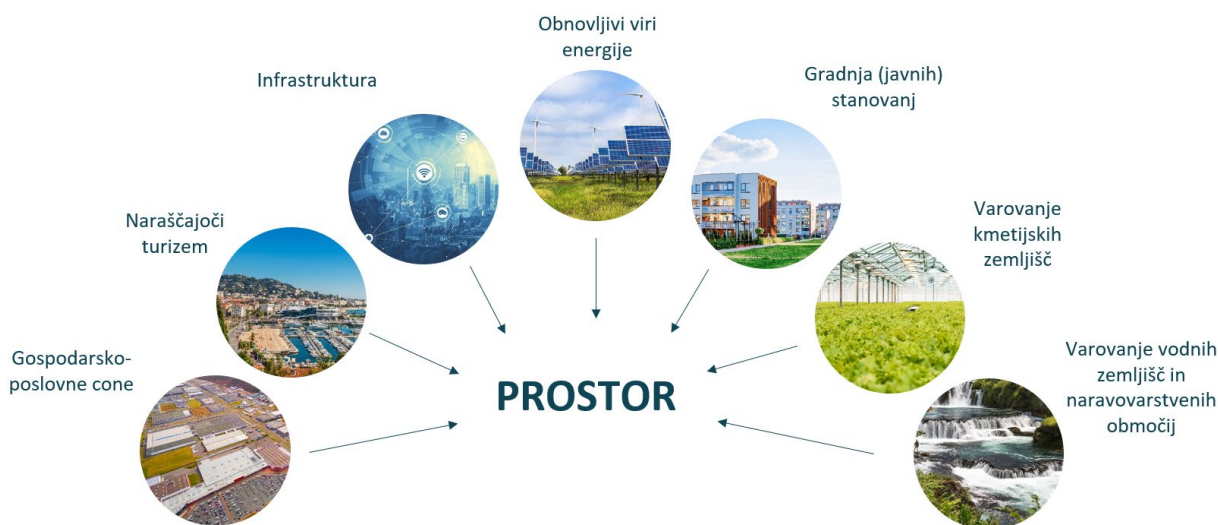 Obnovljivi viri
energije
Infrastruktura
Gradnja (javnih)
stanovanj
Naraščajoči
turizem
Varovanje
kmetijskih
zemljišč
Gospodarsko-
poslovne cone
Varovanje vodnih
zemljišč in
naravovarstvenih
območij
PROSTOR